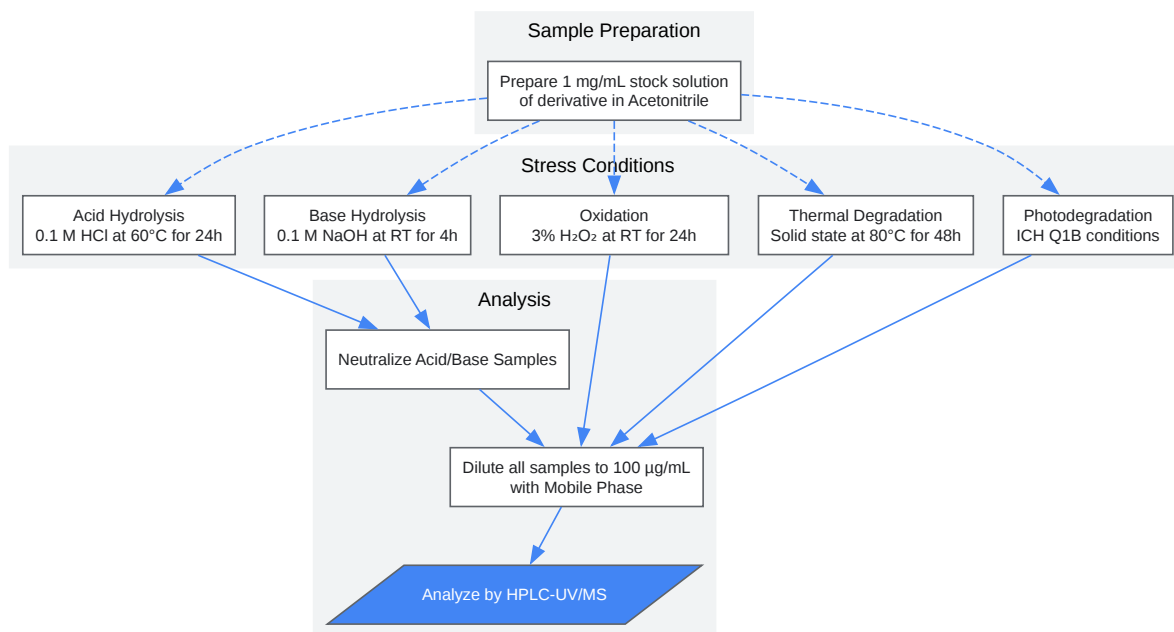 Sample Preparation
Prepare 1 mg/mL stock solution
of derivative in Acetonitrile
Stress Conditions
Acid Hydrolysis
0.1 M HCl at 60°C for 24h
Base Hydrolysis
0.1 M NaOH at RT for 4h
Oxidation
3% H₂O₂ at RT for 24h
Thermal Degradation
Solid state at 80°C for 48h
Photodegradation
ICH Q1B conditions
Analysis
Neutralize Acid/Base Samples
Dilute all samples to 100 µg/mL
with Mobile Phase
Analyze by HPLC-UV/MS